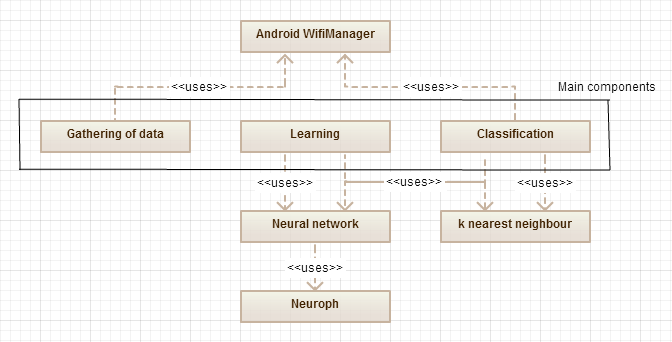 Android WifiManager
<<uses>>
<<uses>>
Main components
Gathering of data
Learning
Classification
<<uses>>
<<uses>>
<<uses>>
Neural network
k nearest neighbour
<<uses>>
Neuroph